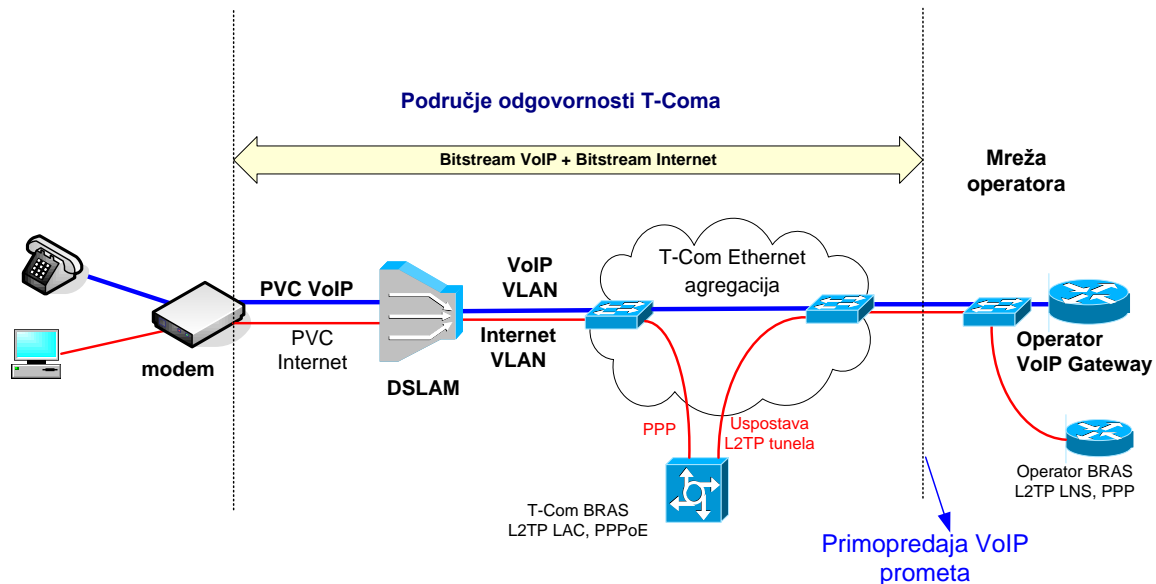 Područje odgovornosti T-Coma
Bitstream VoIP + Bitstream Internet
Mreža
operatora
T-Com Ethernet
agregacija
VoIP
VLAN
PVC VoIP
PVC
Internet
Internet
VLAN
modem
DSLAM
Operator
VoIP Gateway
PPP
Uspostava
L2TP tunela
Operator BRAS
L2TP LNS, PPP
T-Com BRAS
L2TP LAC, PPPoE
Primopredaja VoIP
prometa